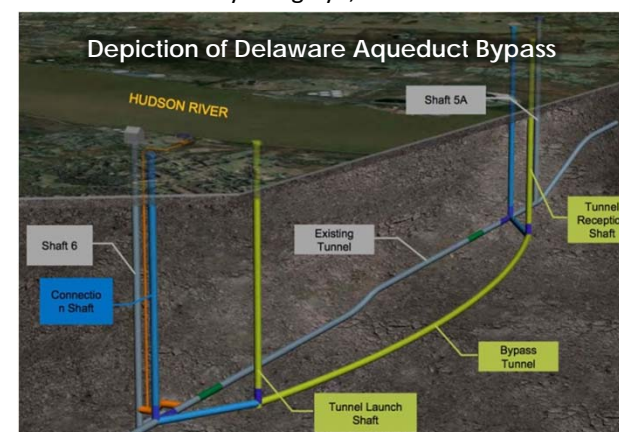 Depiction of Delaware Aqueduct Bypass
HUDSON RIVER
Shaft 5A
Tunnel
Shaft
Shaft 6
Existing
Tunnel
Connectio
n Shaft
Bypass
Tunnel
Tunnel Launch
Shaft